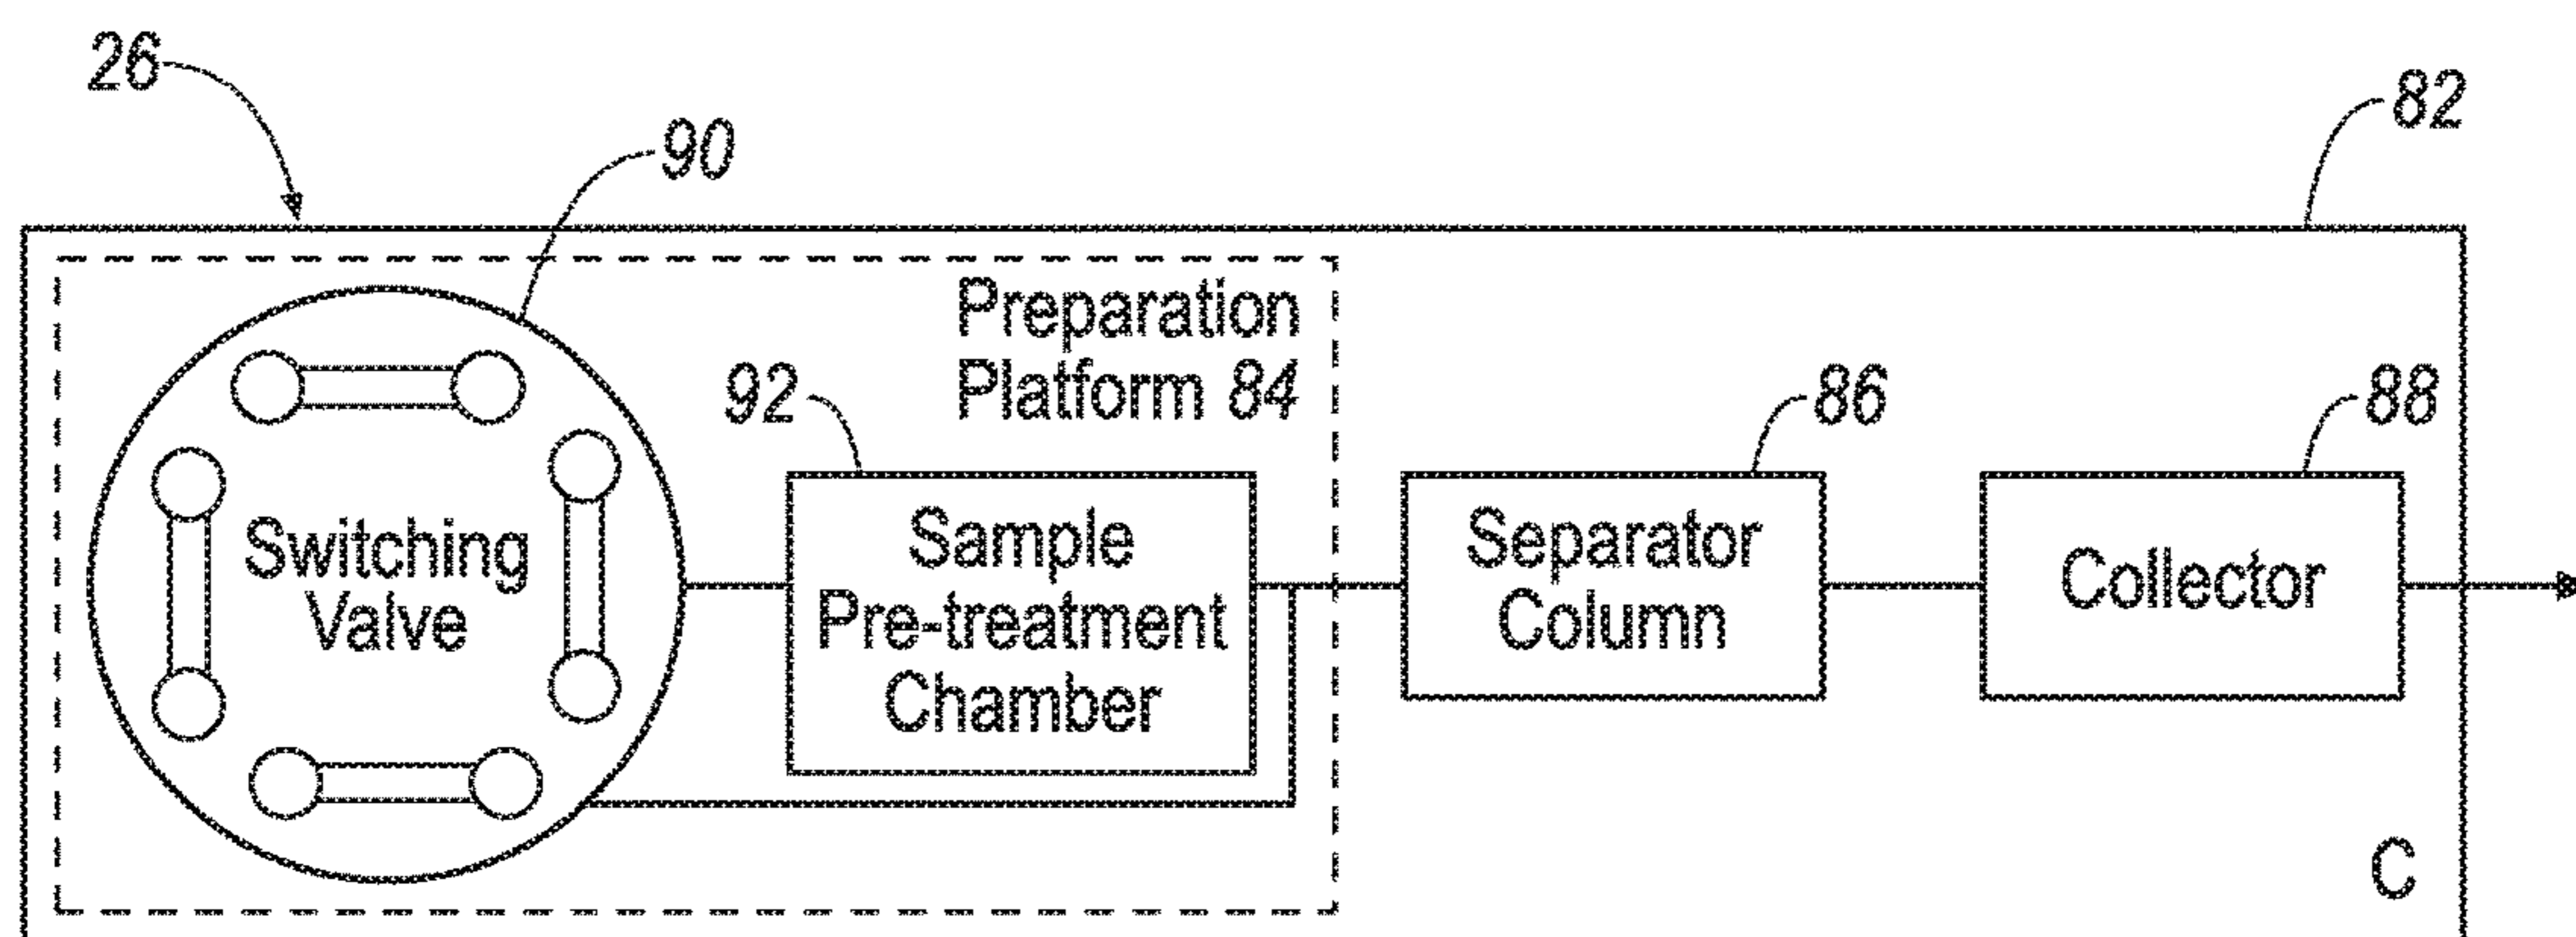 26
82
90
Preparation
Platform 84
92
86
88
Switching
Valve
Sample
Pre-treatment
Chamber
Separator
Column
Collector
C